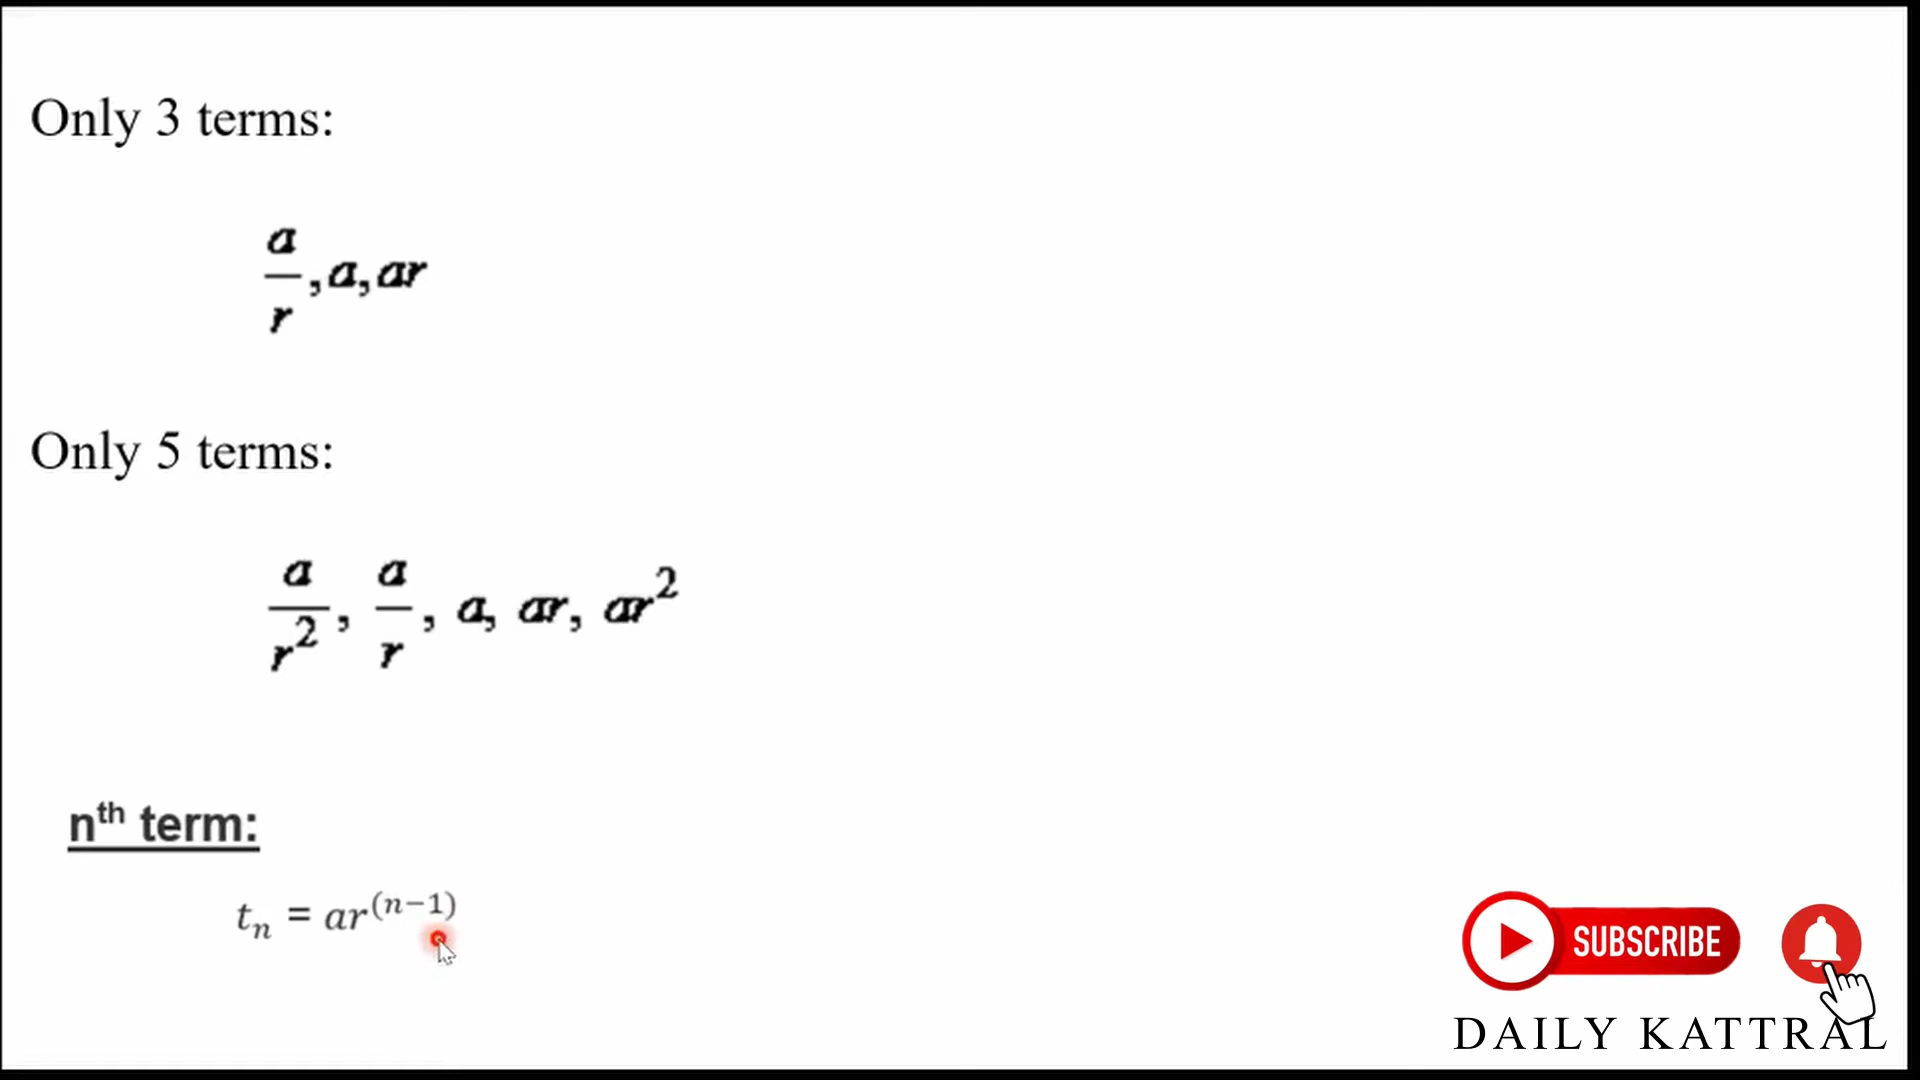 Only 3 terms:
a/r, a, ar
Only 5 terms:
a/r², a/r, a, ar, ar²
nᵗʰ term:
tₙ = ar⁽ⁿ⁻¹⁾
SUBSCRIBE
DAILY KATTRAL